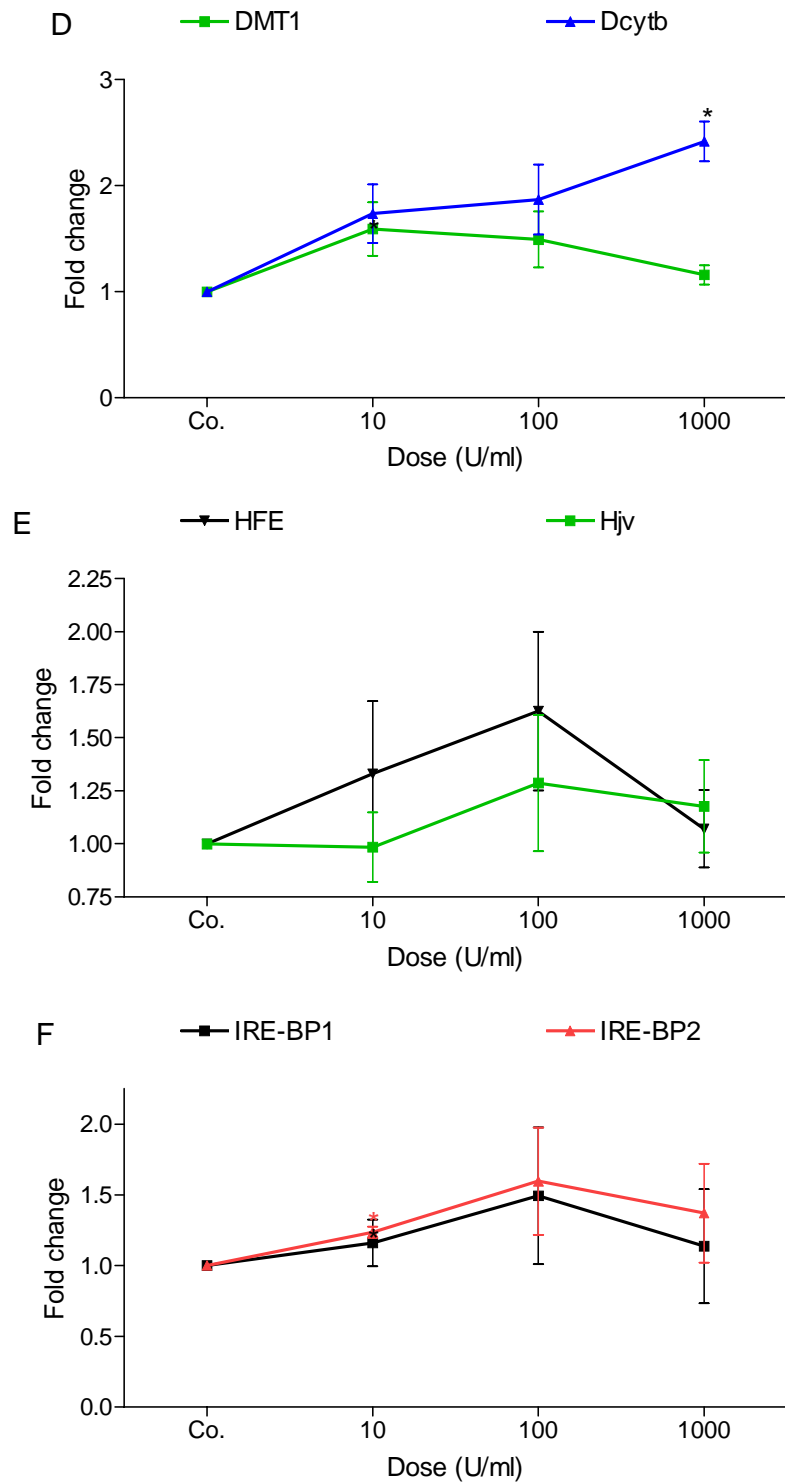 D
DMT1 Dcytb
3
*
2
*
1
0
Fold change
Co. 10 100 1000
Dose (U/ml)
E
HFE Hjv
2.25
2.00
1.75
1.50
1.25
1.00
0.75
Fold change
Co. 10 100 1000
Dose (U/ml)
F
IRE-BP1 IRE-BP2
2.0
1.5
*
*
1.0
0.5
0.0
Fold change
Co. 10 100 1000
Dose (U/ml)